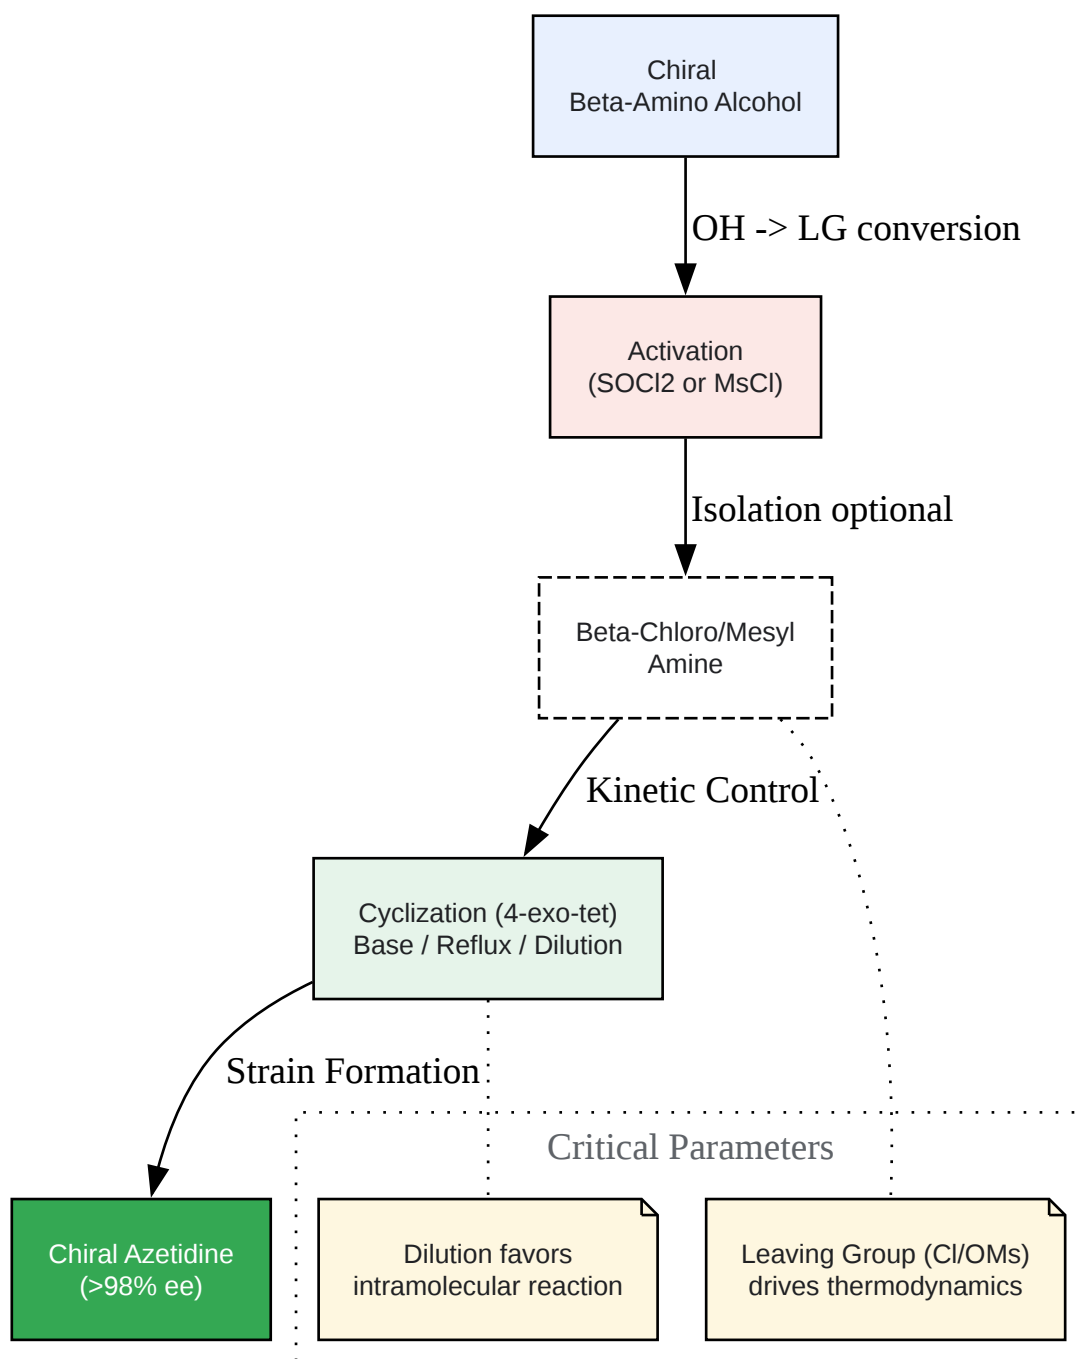 Chiral
Beta-Amino Alcohol
OH -> LG conversion
Activation
(SOCl2 or MsCl)
Isolation optional
Beta-Chloro/Mesyl
Amine
Kinetic Control
Cyclization (4-exo-tet)
Base / Reflux / Dilution
Strain Formation
Critical Parameters
Chiral Azetidine
(>98% ee)
Dilution favors
intramolecular reaction
Leaving Group (Cl/OMs)
drives thermodynamics